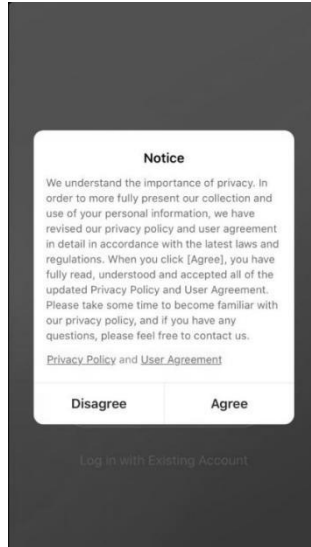 Notice
We understand the importance of privacy. In
order to more fully present our collection and
use of your personal information, we have
revised our privacy policy and user agreement
in detail in accordance with the latest laws and
regulations. When you click [Agree], you have
fully read, understood and accepted all of the
updated Privacy Policy and User Agreement.
Please take some time to become familiar with
our privacy policy, and if you have any
questions, please feel free to contact us.
Privacy Policy and User Agreement
Disagree Agree
Log in with Existing Account